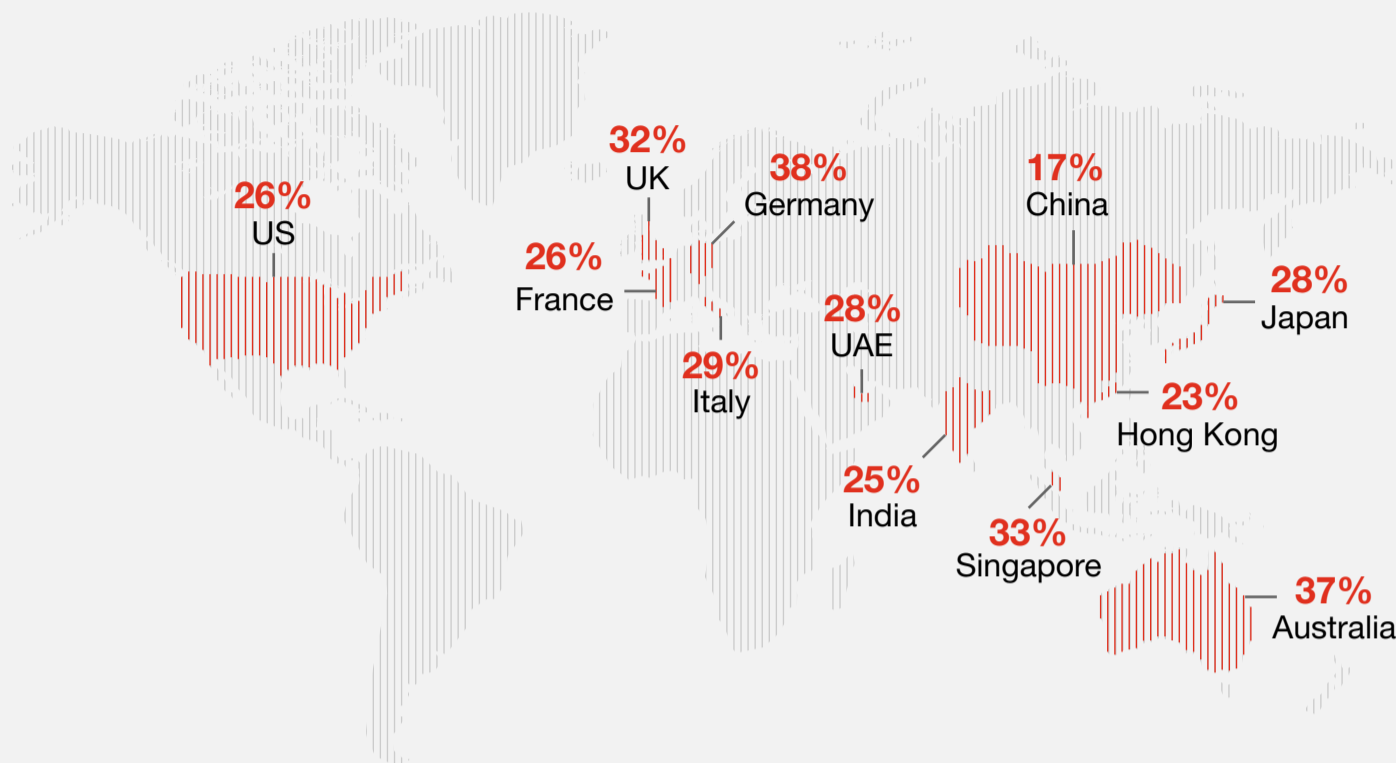 32%
UK
38%
Germany
17%
China
26%
US
26%
France
28%
UAE
28%
Japan
29%
Italy
23%
Hong Kong
25%
India
33%
Singapore
37%
Australia